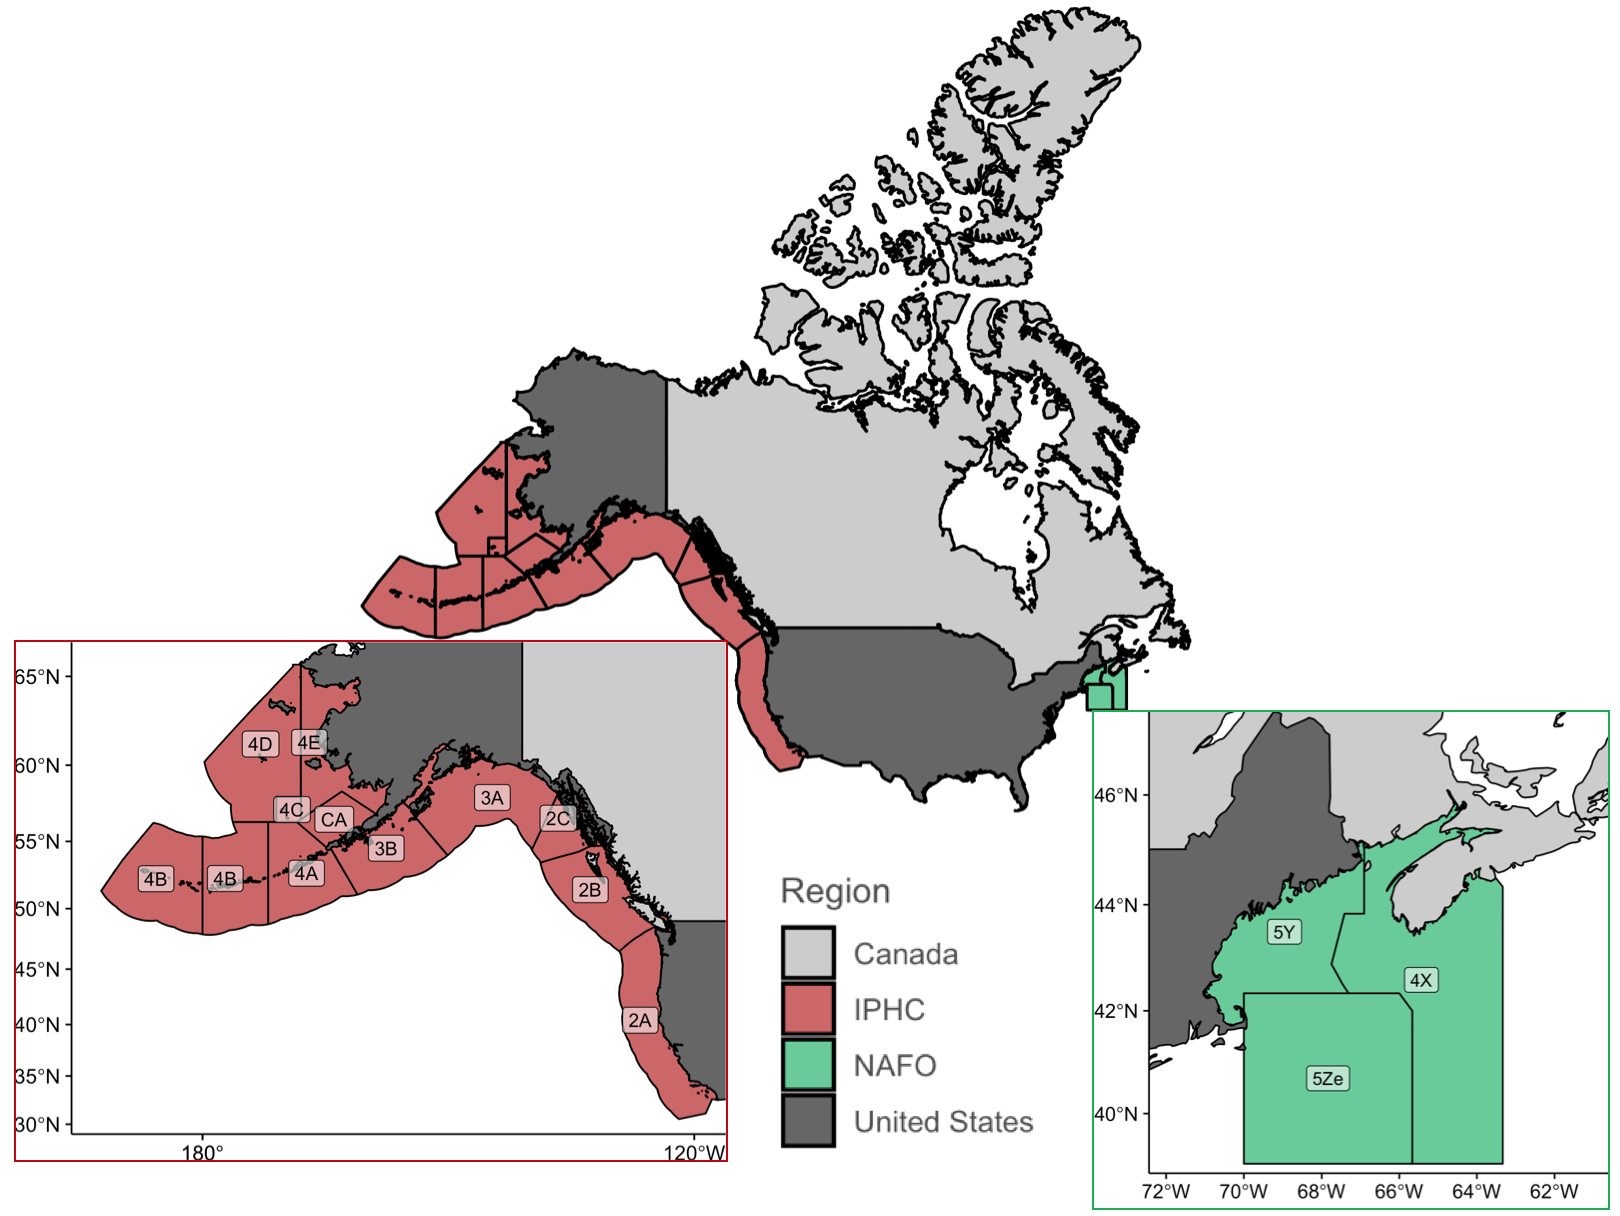 65°N
60°N
55°N
50°N
45°N
40°N
35°N
30°N
180°
120°W
4D
4E
4C
CA
3A
2C
3B
4B
4B
4A
2B
2A
Region
Canada
IPHC
NAFO
United States
46°N
44°N
42°N
40°N
72°W 70°W 68°W 66°W 64°W 62°W
5Y
4X
5Ze